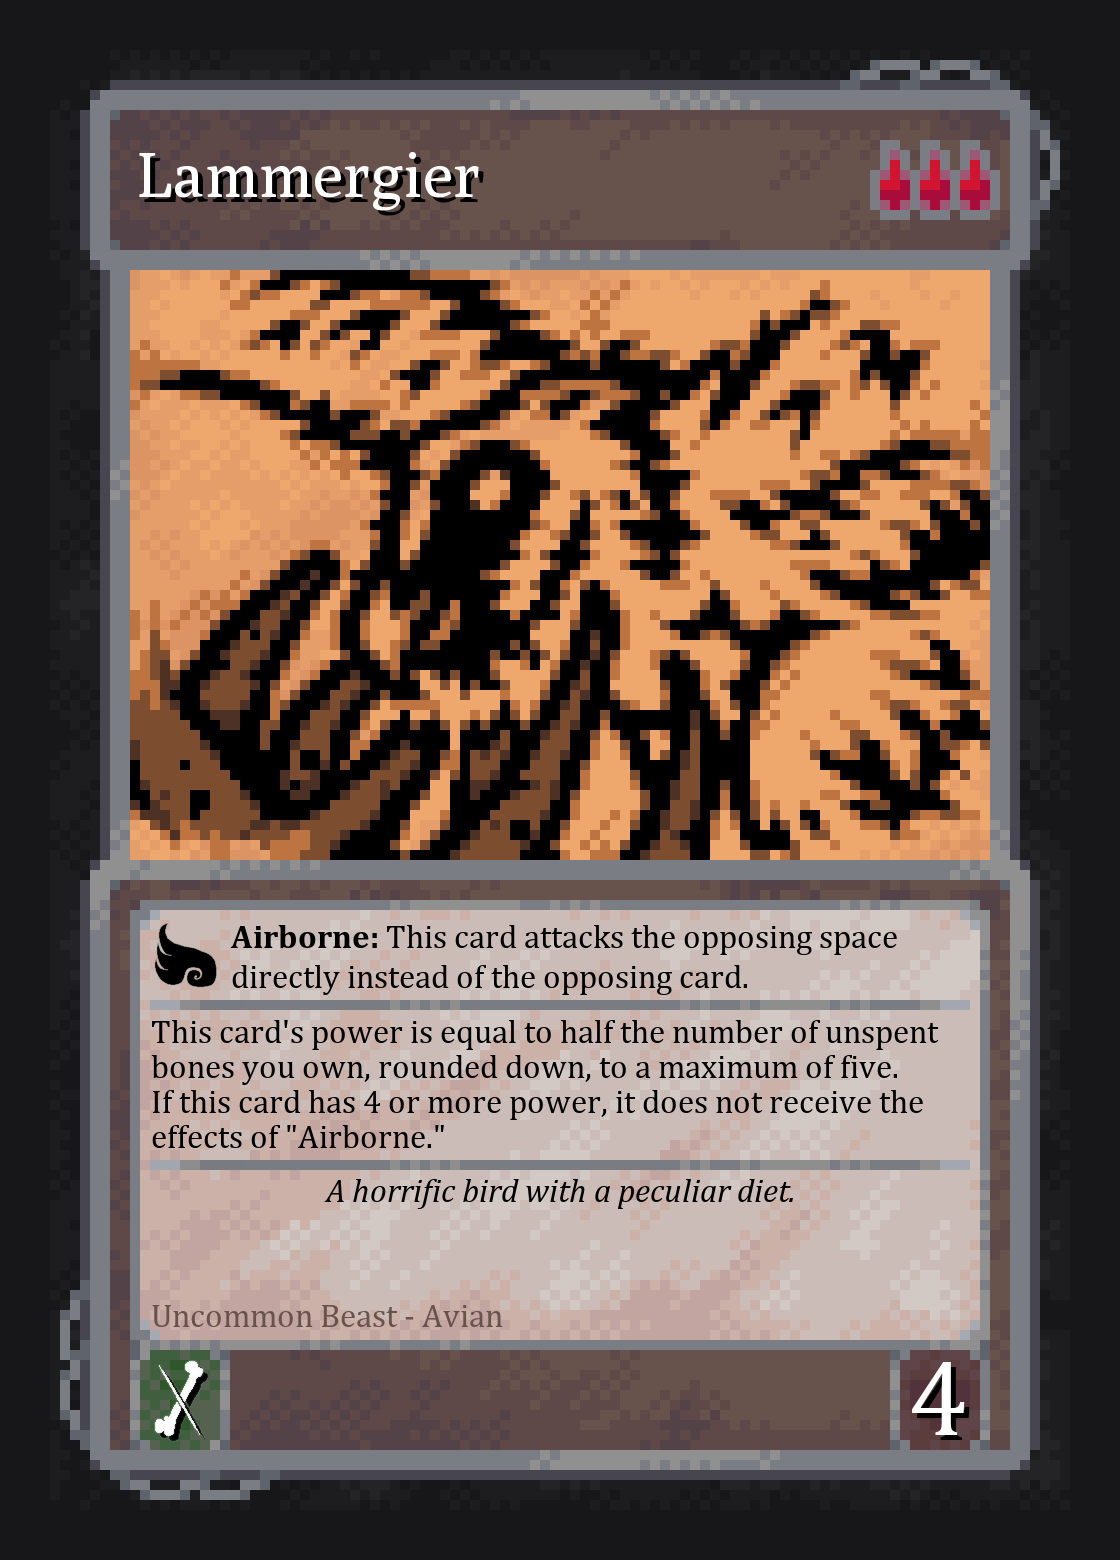 Lammergier
Airborne: This card attacks the opposing space
directly instead of the opposing card.
This card's power is equal to half the number of unspent
bones you own, rounded down, to a maximum of five.
If this card has 4 or more power, it does not receive the
effects of "Airborne."
A horrific bird with a peculiar diet.
Uncommon Beast - Avian
4